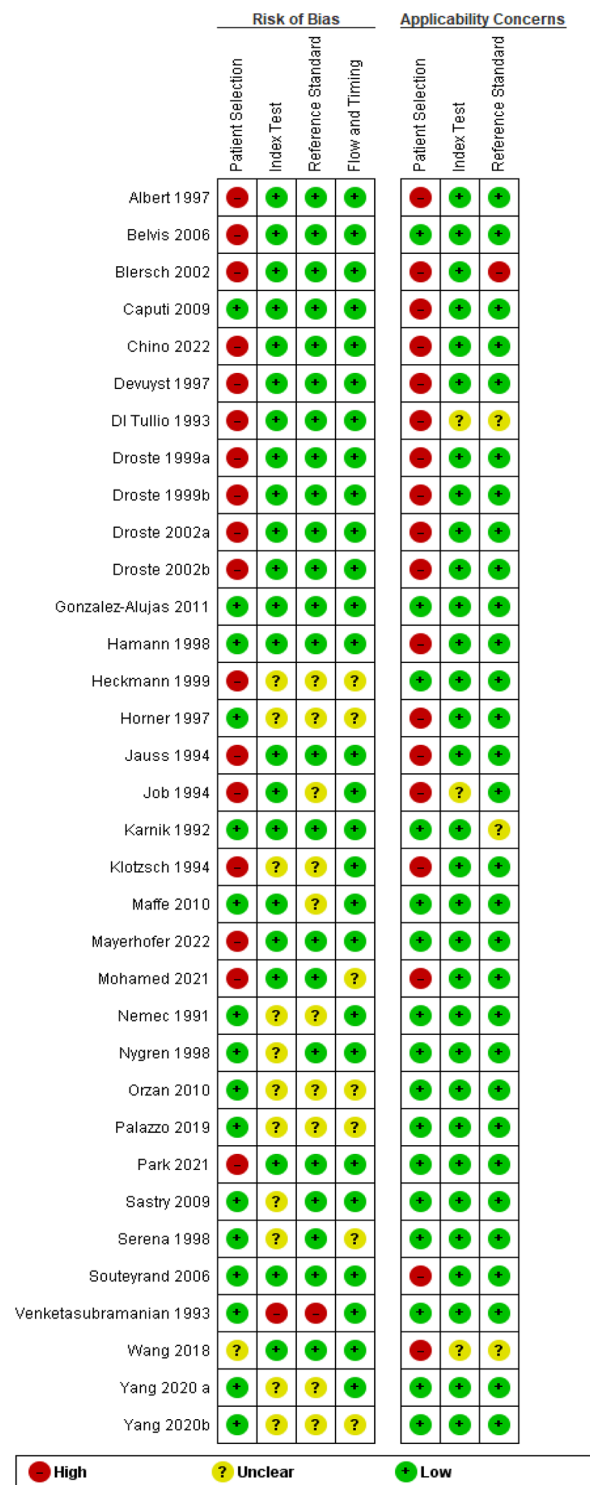 Risk of Bias Applicability Concerns
Patient Selection Index Test Reference Standard Flow and Timing Patient Selection Index Test Reference Standard
Albert 1997 - + + + - + +
Belvis 2006 - + + + + + +
Blersch 2002 - + + + - + -
Caputi 2009 + + + + - + +
Chino 2022 - + + + - + +
Devuyst 1997 - + + + - + +
DI Tullio 1993 - + + + - ? ?
Droste 1999a - + + + - + +
Droste 1999b - + + + - + +
Droste 2002a - + + + - + +
Droste 2002b - + + + - + +
Gonzalez-Alujas 2011 + + + + + + +
Hamann 1998 + + + + - + +
Heckmann 1999 - ? ? ? + + +
Horner 1997 + ? ? ? - + +
Jauss 1994 - + + + - + +
Job 1994 - + ? + - ? +
Karnik 1992 + + + + + + ?
Klotzsch 1994 - ? ? + - + +
Maffe 2010 + + ? + + + +
Mayerhofer 2022 - + + + + + +
Mohamed 2021 - + + ? - + +
Nemec 1991 + ? ? + + + +
Nygren 1998 + ? + + + + +
Orzan 2010 + ? ? ? + + +
Palazzo 2019 + ? ? ? + + +
Park 2021 - + + + + + +
Sastry 2009 + ? + + + + +
Serena 1998 + ? + ? + + +
Souteyrand 2006 + + + + - + +
Venketasubramanian 1993 + - - + + + +
Wang 2018 ? + + + - ? ?
Yang 2020 a + ? ? + + + +
Yang 2020b + ? ? ? + + +
- High ? Unclear + Low